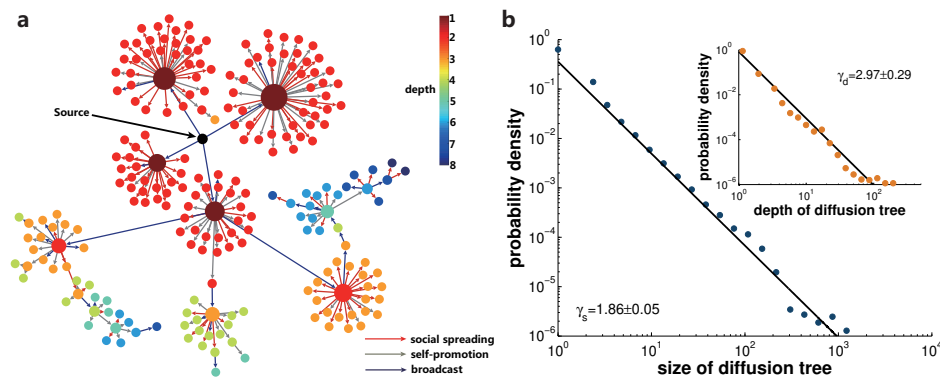 a
Source
depth
1
2
3
4
5
6
7
8
social spreading
self-promotion
broadcast
b
probability density
10^0
10^-1
10^-2
10^-3
10^-4
10^-5
10^-6
10^0
10^1
10^2
10^3
10^4
size of diffusion tree
γ_s=1.86±0.05
probability density
10^0
10^-2
10^-4
10^-6
10^0
10^1
10^2
depth of diffusion tree
γ_d=2.97±0.29